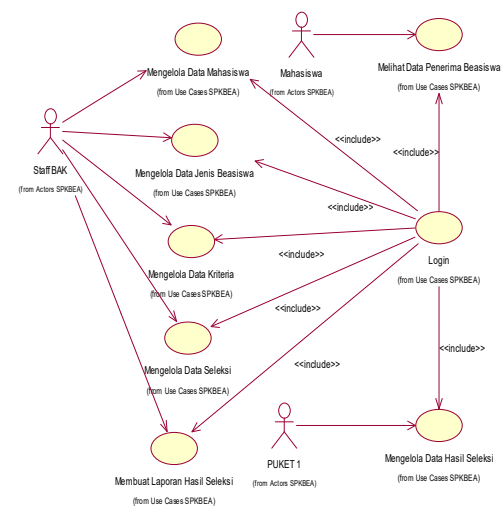 Mengelola Data Mahasiswa
(from Use Cases SPKBEA)
Mahasiswa
(from Actors SPKBEA)
Melihat Data Penerima Beasiswa
(from Use Cases SPKBEA)
StaffBAK
(from Actors SPKBEA)
<<include>>
<<include>>
Mengelola Data Jenis Beasiswa
(from Use Cases SPKBEA)
<<include>>
Mengelola Data Kriteria
(from Use Cases SPKBEA)
<<include>>
Login
(from Use Cases SPKBEA)
<<include>>
<<include>>
<<include>>
Mengelola Data Seleksi
(from Use Cases SPKBEA)
PUKET 1
(from Actors SPKBEA)
Mengelola Data Hasil Seleksi
(from Use Cases SPKBEA)
Membuat Laporan Hasil Seleksi
(from Use Cases SPKBEA)